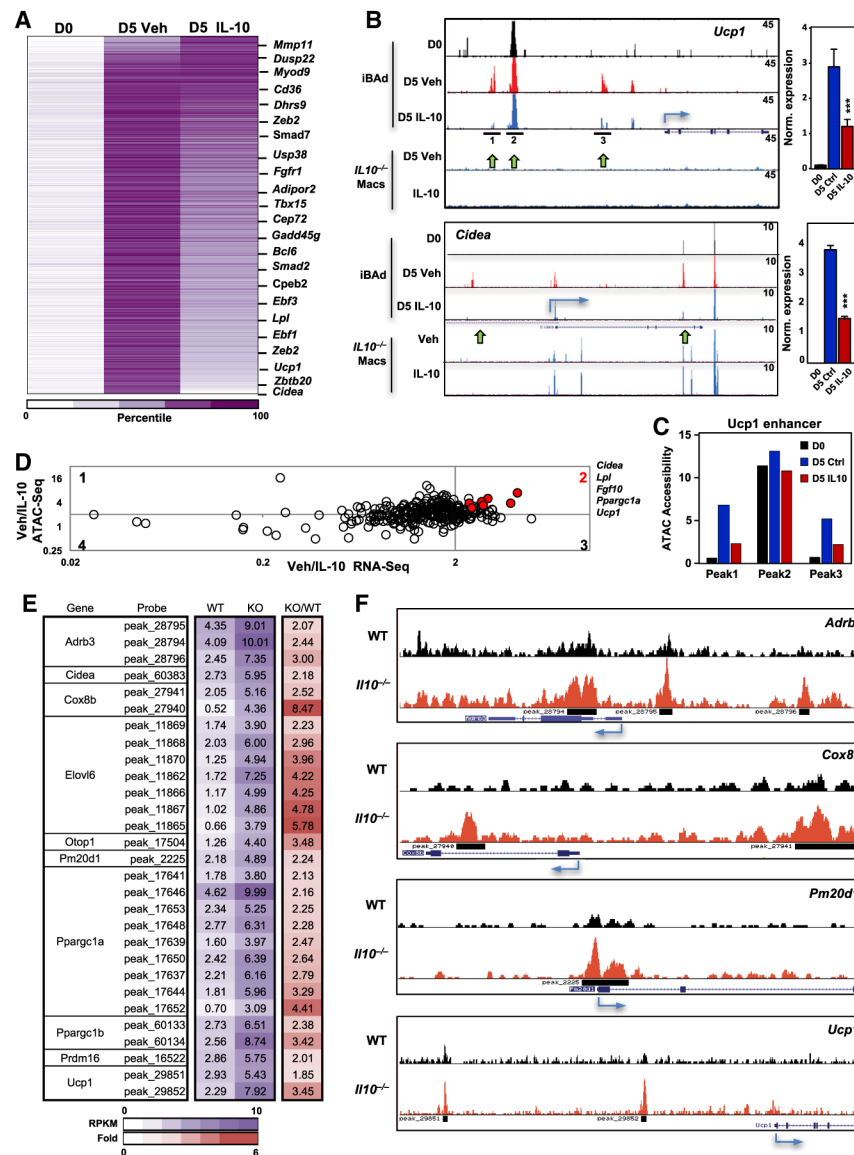 A
D0 D5 Veh D5 IL-10
Mmp11
Dusp22
Myod9
Cd36
Dhrs9
Zeb2
Smad7
Usp38
Fgfr1
Adipor2
Tbx15
Cep72
Gadd45g
Bcl6
Smad2
Cpeb2
Ebf3
Lpl
Ebf1
Zeb2
Ucp1
Zbtb20
Cidea
0 Percentile 100
B
Ucp1
iBAd
D0 45
D5 Veh 45
D5 IL-10 45
1 2 3
IL10–/– Macs
D5 Veh 45
IL-10
Norm. expression
4
3
2
1
0
***
D0 D5 Ctrl D5 IL-10
Cidea
iBAd
D0 10
D5 Veh 10
D5 IL-10 10
IL10–/– Macs
Veh 10
IL-10 10
Norm. expression
4
3
2
1
0
***
D0 D5 Ctrl D5 IL-10
C
Ucp1 enhancer
ATAC Accessibility
15
10
5
0
D0
D5 Ctrl
D5 IL10
Peak1 Peak2 Peak3
D
Veh/IL-10 ATAC-Seq
16
4
1
0.25
1 2
4 3
0.02 0.2 2
Veh/IL-10 RNA-Seq
Cidea
Lpl
Fgf10
Ppargc1a
Ucp1
E
Gene Probe WT KO KO/WT
Adrb3 peak_28795 4.35 9.01 2.07
peak_28794 4.09 10.01 2.44
peak_28796 2.45 7.35 3.00
Cidea peak_60383 2.73 5.95 2.18
Cox8b peak_27941 2.05 5.16 2.52
peak_27940 0.52 4.36 8.47
Elovl6 peak_11869 1.74 3.90 2.23
peak_11868 2.03 6.00 2.96
peak_11870 1.25 4.94 3.96
peak_11862 1.72 7.25 4.22
peak_11866 1.17 4.99 4.25
peak_11867 1.02 4.86 4.78
peak_11865 0.66 3.79 5.78
Otop1 peak_17504 1.26 4.40 3.48
Pm20d1 peak_2225 2.18 4.89 2.24
Ppargc1a peak_17641 1.78 3.80 2.13
peak_17646 4.62 9.99 2.16
peak_17653 2.34 5.25 2.25
peak_17648 2.77 6.31 2.28
peak_17639 1.60 3.97 2.47
peak_17650 2.42 6.39 2.64
peak_17637 2.21 6.16 2.79
peak_17644 1.81 5.96 3.29
peak_17652 0.70 3.09 4.41
Ppargc1b peak_60133 2.73 6.51 2.38
peak_60134 2.56 8.74 3.42
Prdm16 peak_16522 2.86 5.75 2.01
Ucp1 peak_29851 2.93 5.43 1.85
peak_29852 2.29 7.92 3.45
0 10
RPKM
Fold
0 6
F
Adrb
WT
Il10–/–
peak_28794 peak_28795 peak_28796
Adrb3
Cox8
WT
Il10–/–
peak_27940 peak_27941
Cox8b
Pm20d
WT
Il10–/–
peak_2225
Pm20d1
Ucp
WT
Il10–/–
peak_29851 peak_29852
Ucp1